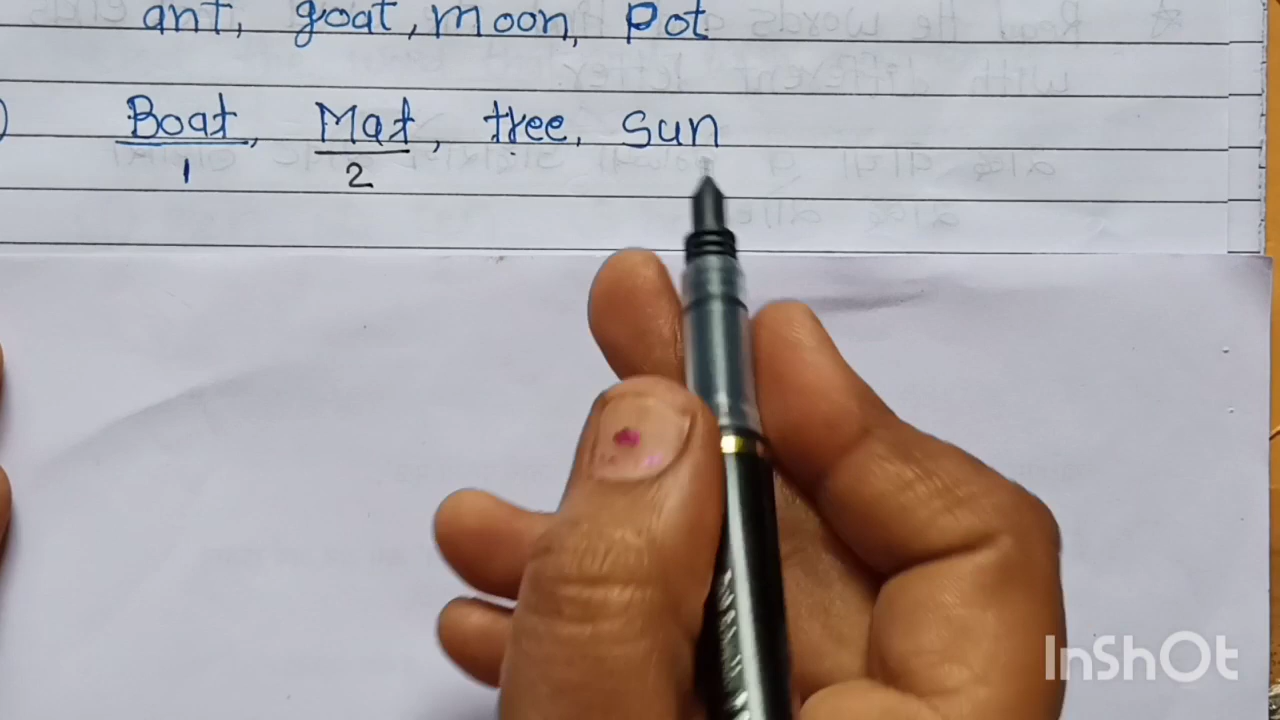 ant, goat, moon, pot
) Boat, Mat, tree, sun
1 2
InShOt